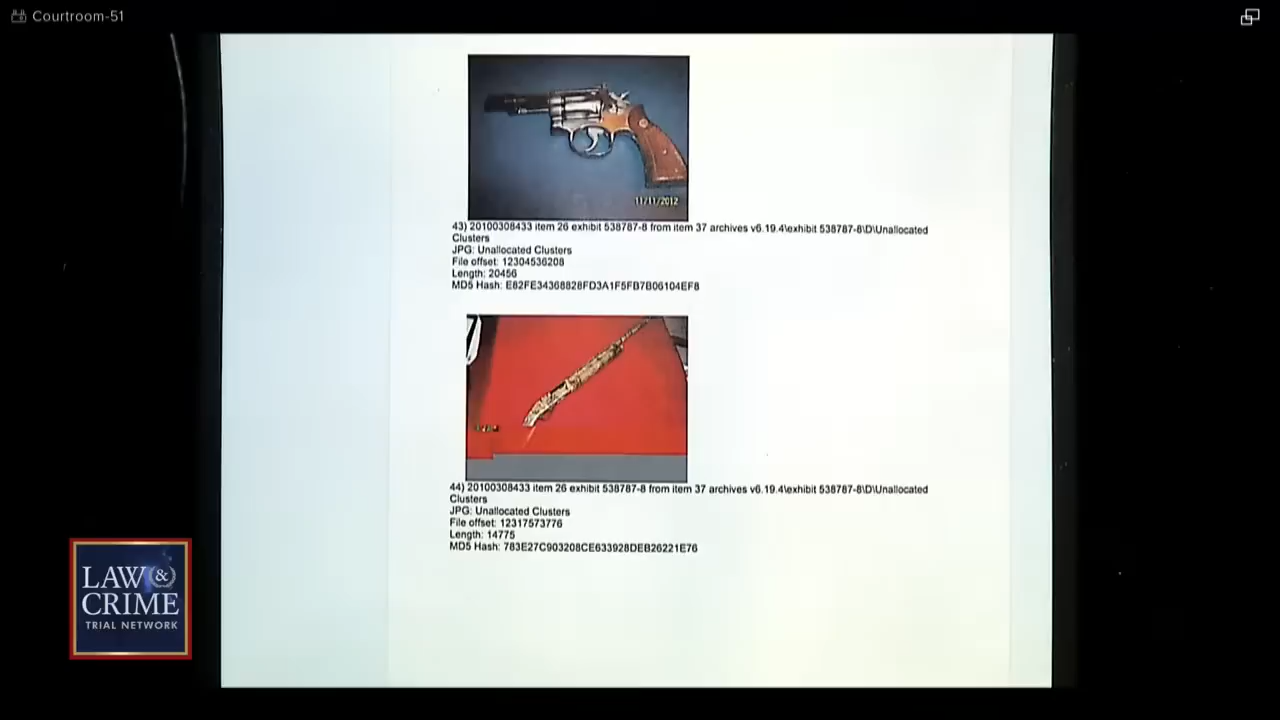 Courtroom-51
11/11/2012
43) 20100308433 item 26 exhibit 538787-8 from item 37 archives v6.19.4\exhibit 538787-8\D\Unallocated
Clusters
JPG: Unallocated Clusters
File offset: 12304536208
Length: 20456
MD5 Hash: E82FE34368828FD3A1F5FB7B06104EF8
44) 20100308433 item 26 exhibit 538787-8 from item 37 archives v6.19.4\exhibit 538787-8\D\Unallocated
Clusters
JPG: Unallocated Clusters
File offset: 12317573776
Length: 14775
MD5 Hash: 783E27C903208CE633928DEB26221E76
LAW &
CRIME
TRIAL NETWORK